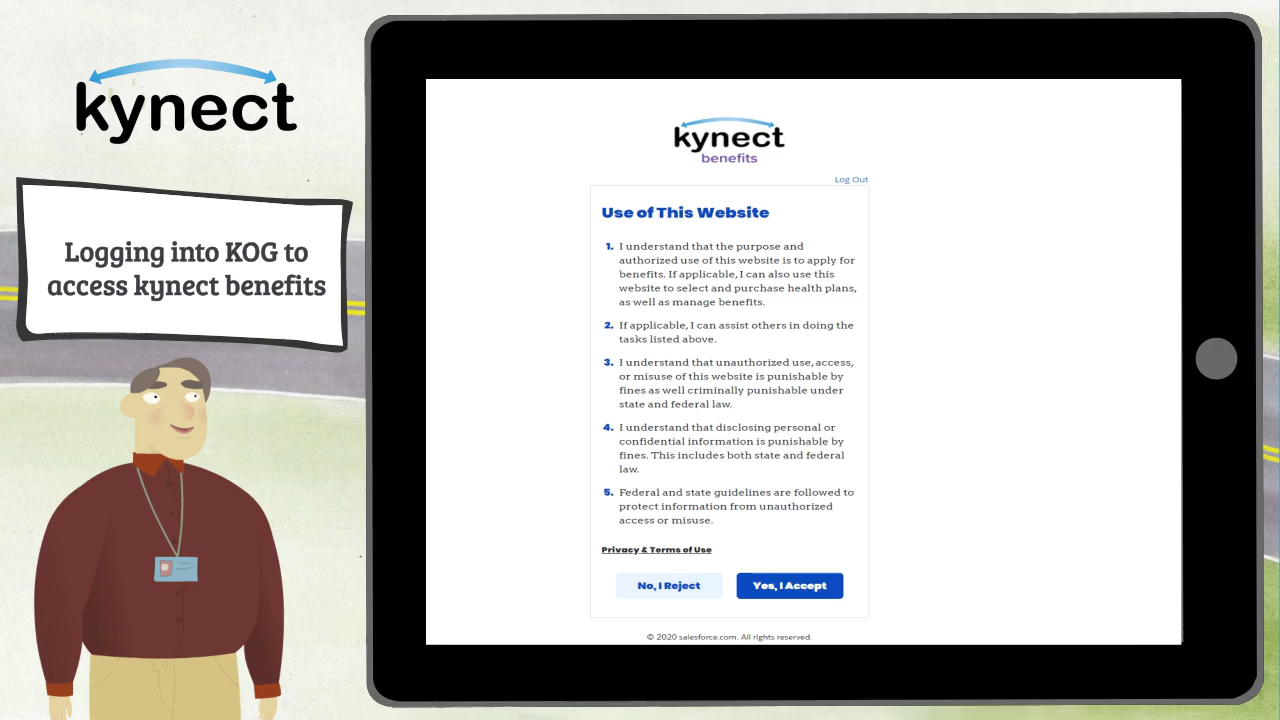 kynect
Logging into KOG to
access kynect benefits
kynect
benefits
Log Out
Use of This Website
1. I understand that the purpose and
authorized use of this website is to apply for
benefits. If applicable, I can also use this
website to select and purchase health plans,
as well as manage benefits.
2. If applicable, I can assist others in doing the
tasks listed above.
3. I understand that unauthorized use, access,
or misuse of this website is punishable by
fines as well criminally punishable under
state and federal law.
4. I understand that disclosing personal or
confidential information is punishable by
fines. This includes both state and federal
law.
5. Federal and state guidelines are followed to
protect information from unauthorized
access or misuse.
Privacy & Terms of Use
No, I Reject Yes, I Accept
© 2020 salesforce.com. All rights reserved.